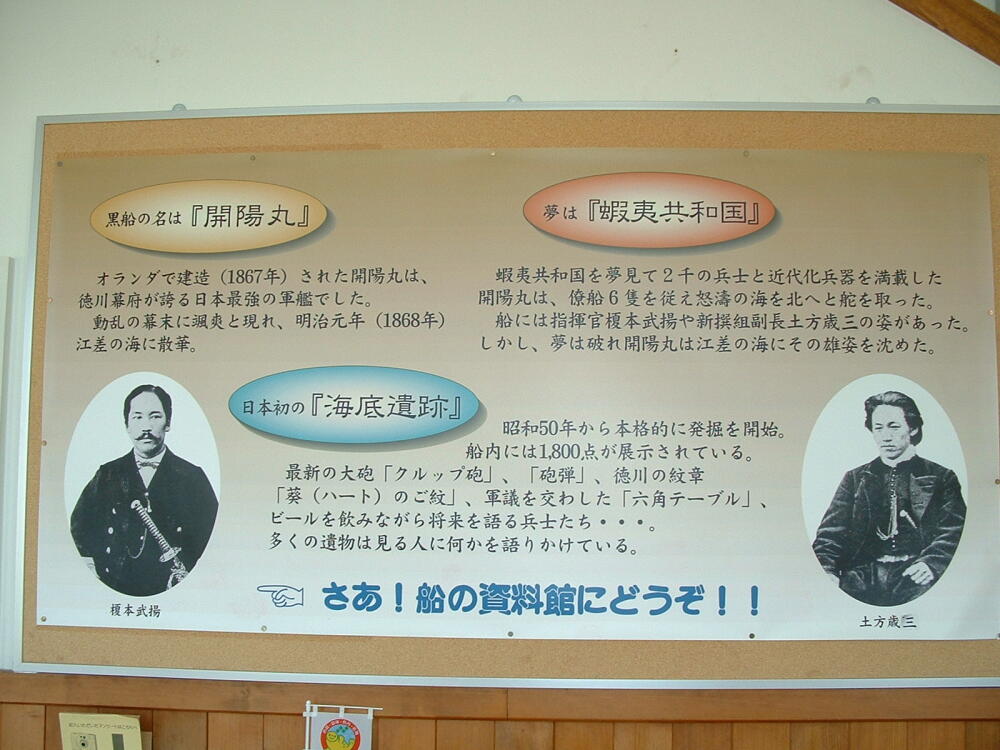 黒船の名は『開陽丸』
オランダで建造（1867年）された開陽丸は、
徳川幕府が誇る日本最強の軍艦でした。
動乱の幕末に颯爽と現れ、明治元年（1868年）
江差の海に散華。
夢は『蝦夷共和国』
蝦夷共和国を夢見て２千の兵士と近代化兵器を満載した
開陽丸は、僚船６隻を従え怒濤の海を北へと舵を取った。
船には指揮官榎本武揚や新撰組副長土方歳三の姿があった。
しかし、夢は破れ開陽丸は江差の海にその雄姿を沈めた。
日本初の『海底遺跡』
昭和50年から本格的に発掘を開始。
船内には1,800点が展示されている。
最新の大砲「クルップ砲」、「砲弾」、徳川の紋章
「葵（ハート）のご紋」、軍議を交わした「六角テーブル」、
ビールを飲みながら将来を語る兵士たち・・・。
多くの遺物は見る人に何かを語りかけている。
さあ！船の資料館にどうぞ！！
榎本武揚
土方歳三